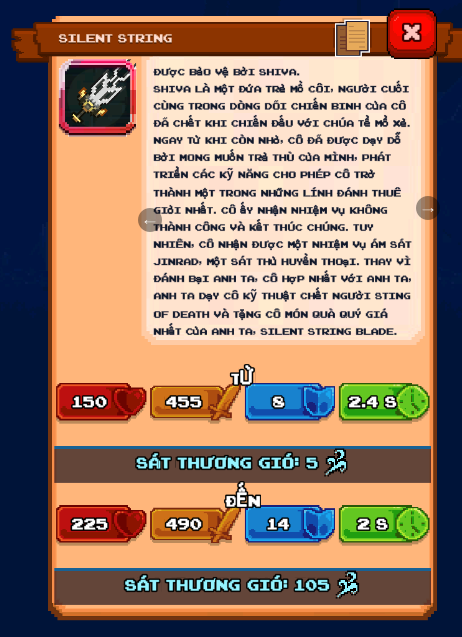 SILENT STRING
ĐƯỢC BẢO VỆ BỞI SHIVA.
SHIVA LÀ MỘT ĐỨA TRẺ MỒ CÔI, NGƯỜI CUỐI
CÙNG TRONG DÒNG DÕI CHIẾN BINH CỦA CÔ
ĐÃ CHẾT KHI CHIẾN ĐẤU VỚI CHÚA TỂ MỔ XẺ.
NGAY TỪ KHI CÒN NHỎ, CÔ ĐÃ ĐƯỢC DẠY DỖ
BỞI MONG MUỐN TRẢ THÙ CỦA MÌNH, PHÁT
TRIỂN CÁC KỸ NĂNG CHO PHÉP CÔ TRỞ
THÀNH MỘT TRONG NHỮNG LÍNH ĐÁNH THUÊ
GIỎI NHẤT. CÔ ẤY NHẬN NHIỆM VỤ KHÔNG
THÀNH CÔNG VÀ KẾT THÚC CHÚNG. TUY
NHIÊN, CÔ NHẬN ĐƯỢC MỘT NHIỆM VỤ ÁM SÁT
JINRAD, MỘT SÁT THỦ HUYỀN THOẠI. THAY VÌ
ĐÁNH BẠI ANH TA, CÔ HỢP NHẤT VỚI ANH TA,
ANH TA DẠY CÔ KỸ THUẬT CHẾT NGƯỜI STING
OF DEATH VÀ TẶNG CÔ MÓN QUÀ QUÝ GIÁ
NHẤT CỦA ANH TA, SILENT STRING BLADE.
TỪ
150 455 8 2.4 S
SÁT THƯƠNG GIÓ: 5
ĐẾN
225 490 14 2 S
SÁT THƯƠNG GIÓ: 105